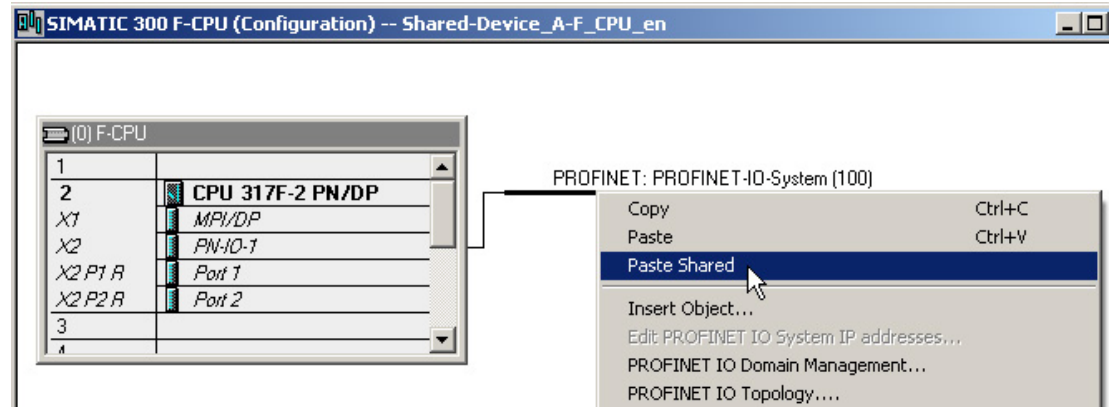 SIMATIC 300 F-CPU (Configuration) -- Shared-Device_A-F_CPU_en
(0) F-CPU
1
2 CPU 317F-2 PN/DP
X1 MPI/DP
X2 PN-IO-1
X2 P1 R Port 1
X2 P2 R Port 2
3
4
PROFINET: PROFINET-IO-System (100)
Copy Ctrl+C
Paste Ctrl+V
Paste Shared
Insert Object...
Edit PROFINET IO System IP addresses...
PROFINET IO Domain Management...
PROFINET IO Topology....